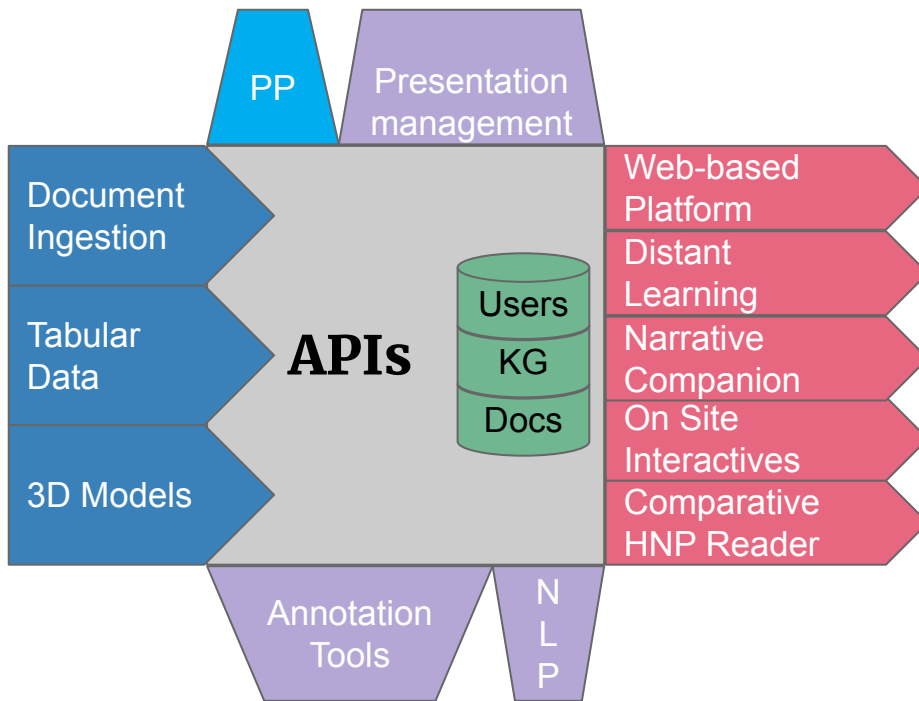 PP
Presentation
management
Document
Ingestion
Tabular
Data
3D Models
APIs
Users
KG
Docs
Web-based
Platform
Distant
Learning
Narrative
Companion
On Site
Interactives
Comparative
HNP Reader
Annotation
Tools
N
L
P